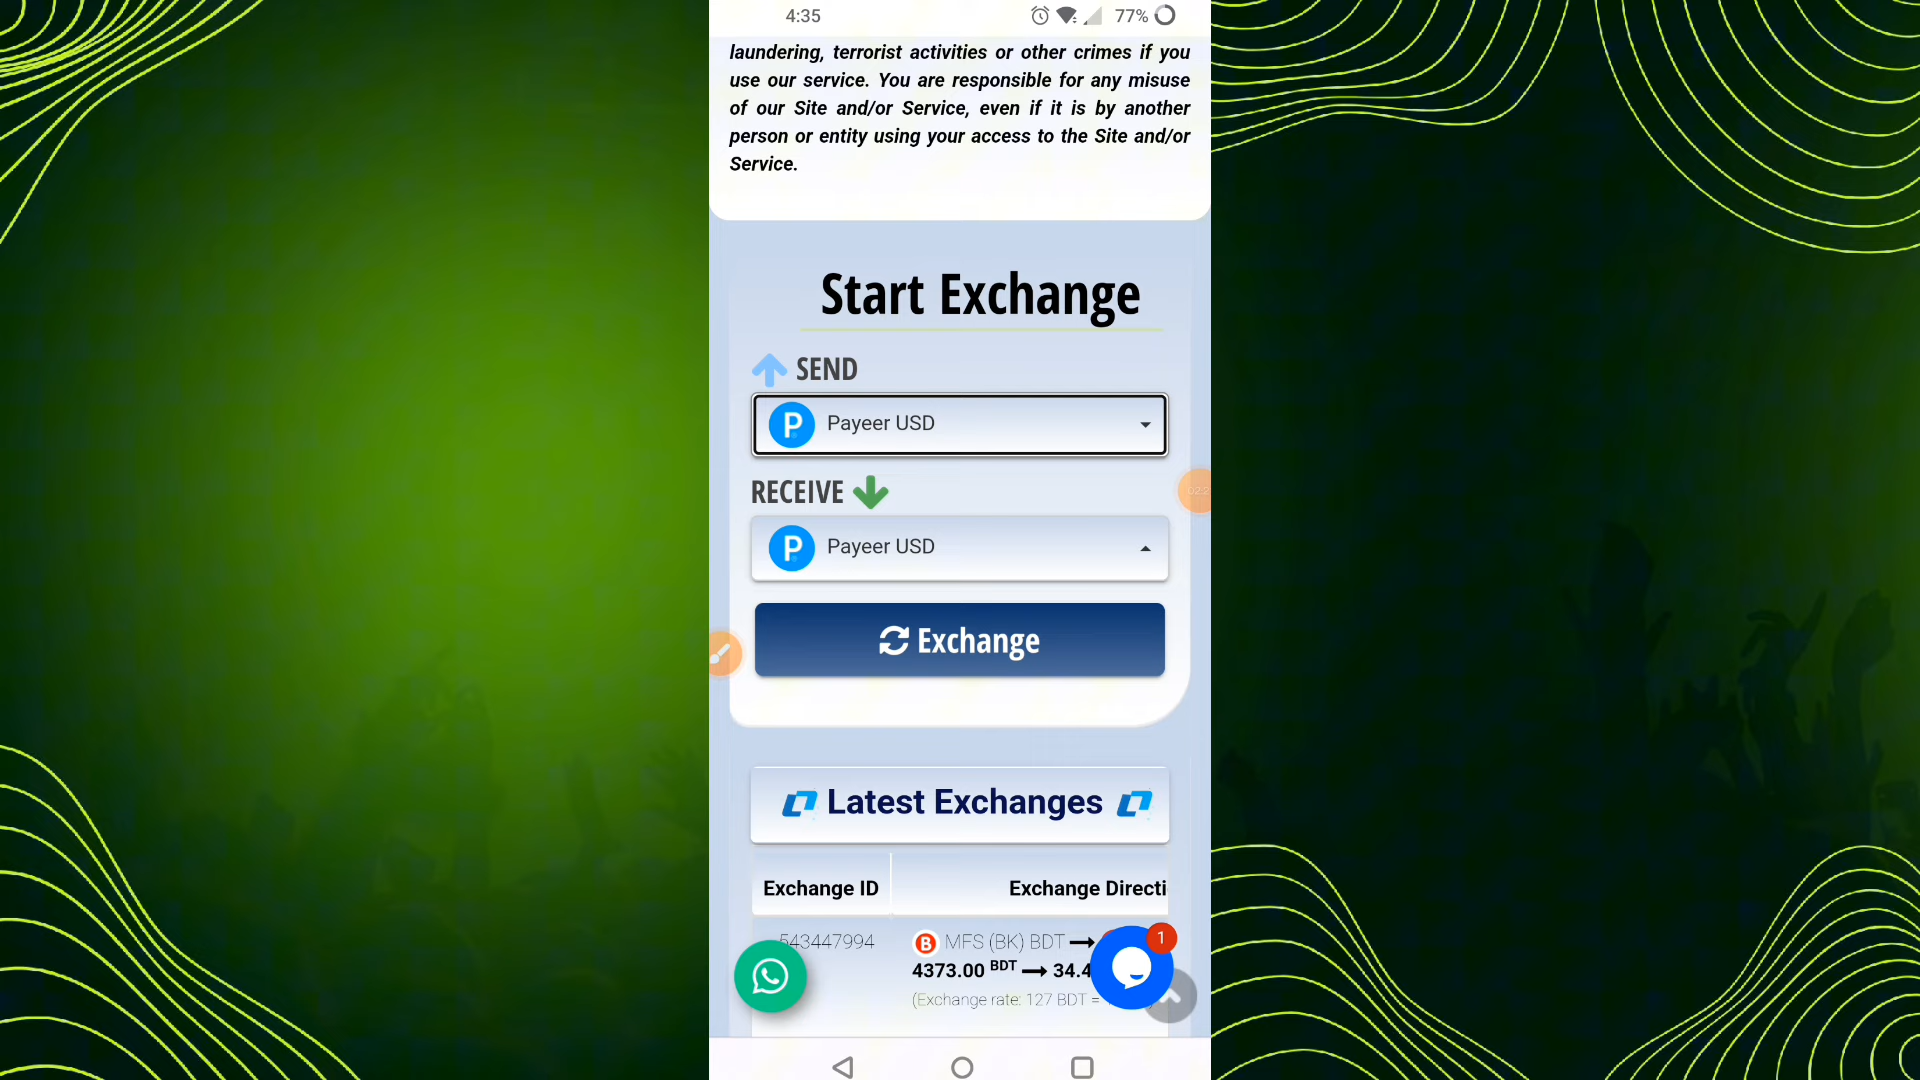 4:35
77%
laundering, terrorist activities or other crimes if you
use our service. You are responsible for any misuse
of our Site and/or Service, even if it is by another
person or entity using your access to the Site and/or
Service.
Start Exchange
SEND
P Payeer USD
RECEIVE
P Payeer USD
Exchange
Latest Exchanges
Exchange ID
Exchange Directi
543447994
B MFS (BK) BDT
4373.00 BDT → 34.4
(Exchange rate: 127 BDT =
1